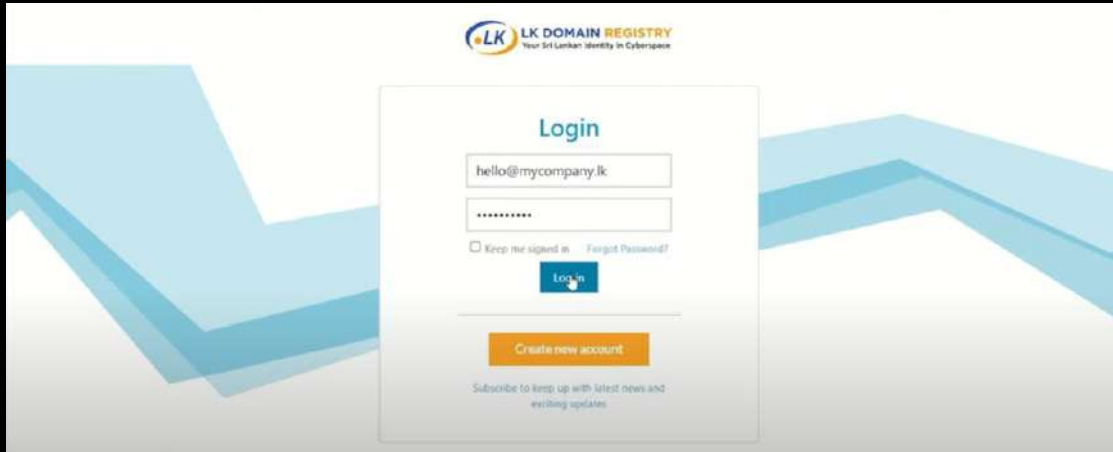 .LK LK DOMAIN REGISTRY
Your Sri Lankan Identity in Cyberspace
Login
hello@mycompany.lk
••••••••••
Keep me signed in Forgot Password?
Log in
Create new account
Subscribe to keep up with latest news and
exciting updates